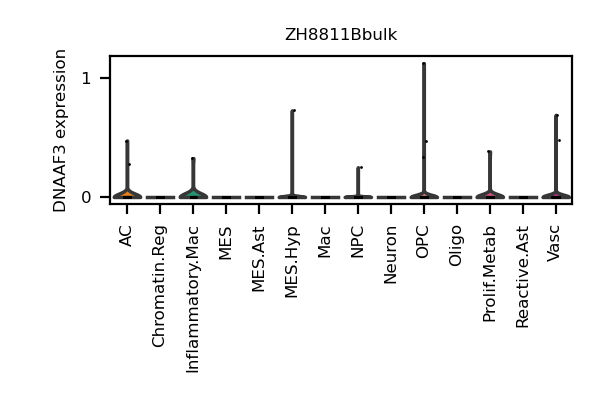 ZH8811Bbulk
DNAAF3 expression
1
0
AC
Chromatin.Reg
Inflammatory.Mac
MES
MES.Ast
MES.Hyp
Mac
NPC
Neuron
OPC
Oligo
Prolif.Metab
Reactive.Ast
Vasc